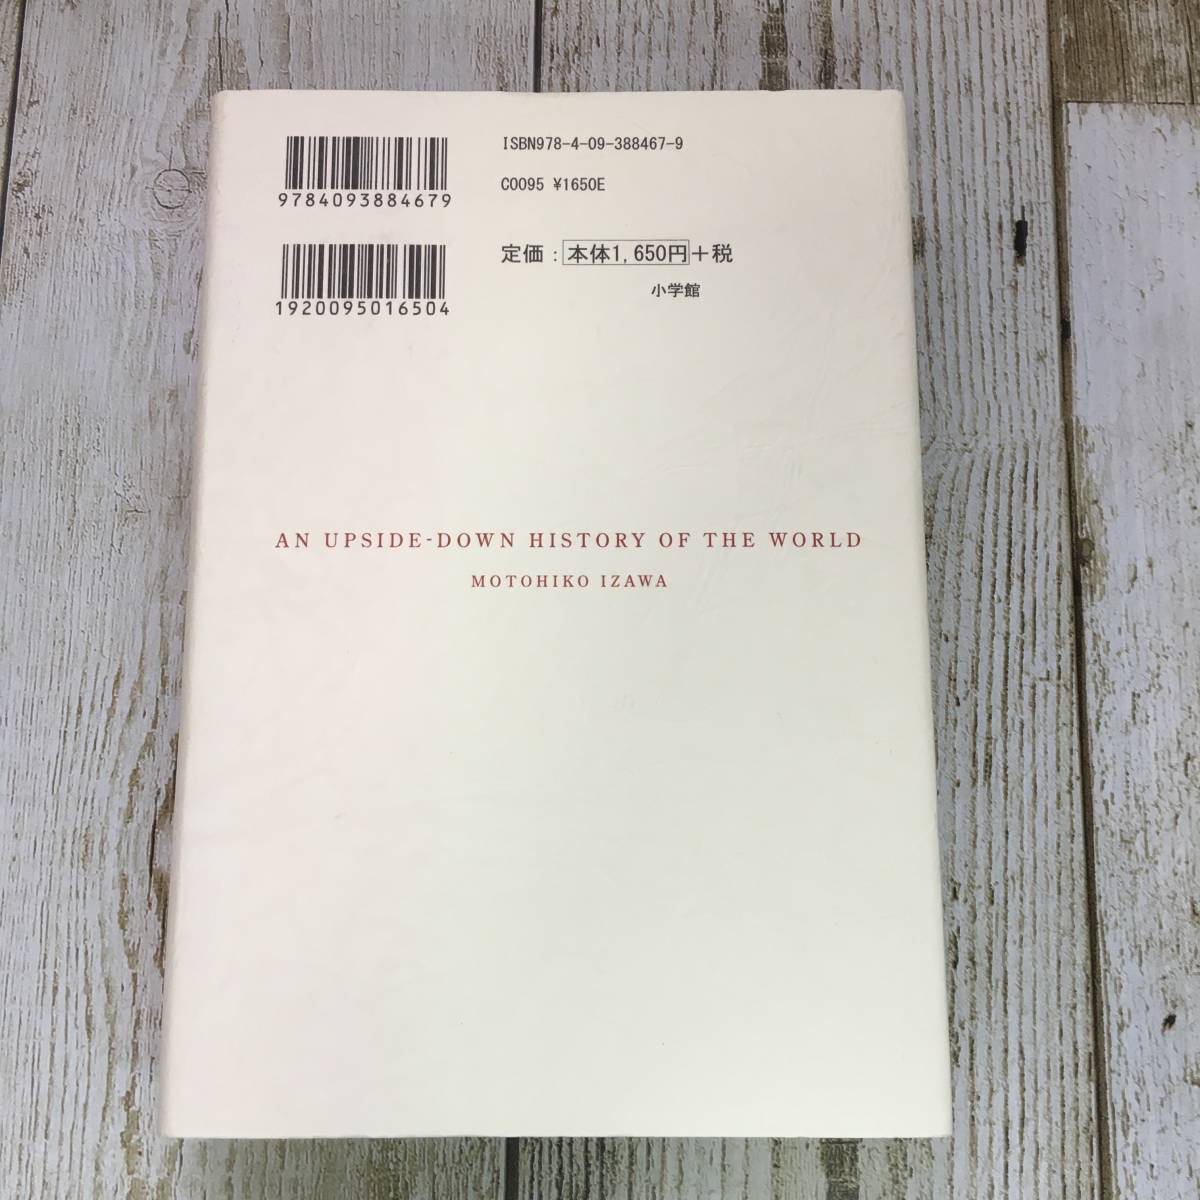 9784093884679
ISBN978-4-09-388467-9
C0095 ¥1650E
1920095016504
定価：本体1,650円＋税
小学館
AN UPSIDE-DOWN HISTORY OF THE WORLD
MOTOHIKO IZAWA